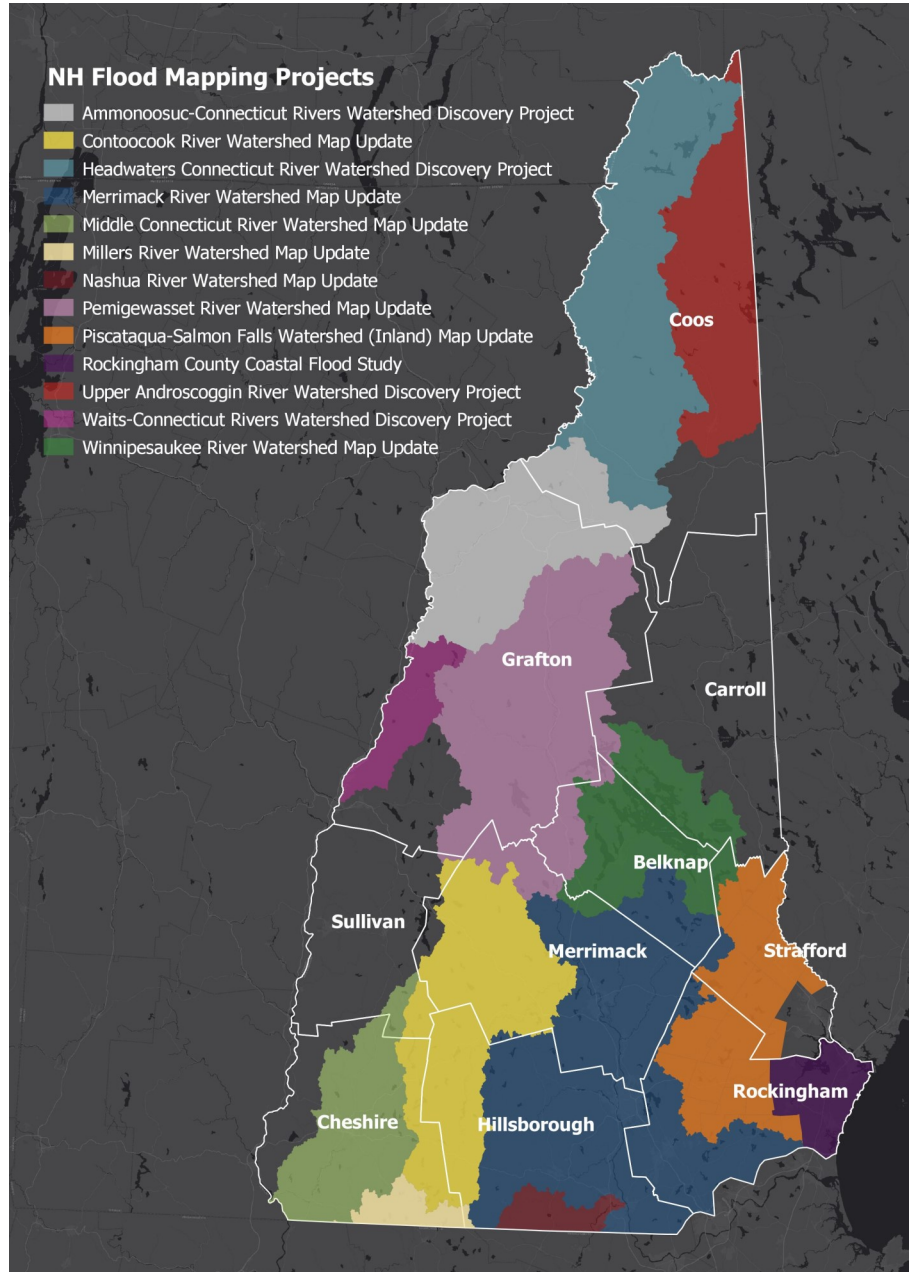 NH Flood Mapping Projects
Ammonoosuc-Connecticut Rivers Watershed Discovery Project
Contoocook River Watershed Map Update
Headwaters Connecticut River Watershed Discovery Project
Merrimack River Watershed Map Update
Middle Connecticut River Watershed Map Update
Millers River Watershed Map Update
Nashua River Watershed Map Update
Pemigewasset River Watershed Map Update
Piscataqua-Salmon Falls Watershed (Inland) Map Update
Rockingham County Coastal Flood Study
Upper Androscoggin River Watershed Discovery Project
Waits-Connecticut Rivers Watershed Discovery Project
Winnipesaukee River Watershed Map Update
Coos
Grafton
Carroll
Belknap
Sullivan
Merrimack
Strafford
Rockingham
Cheshire
Hillsborough